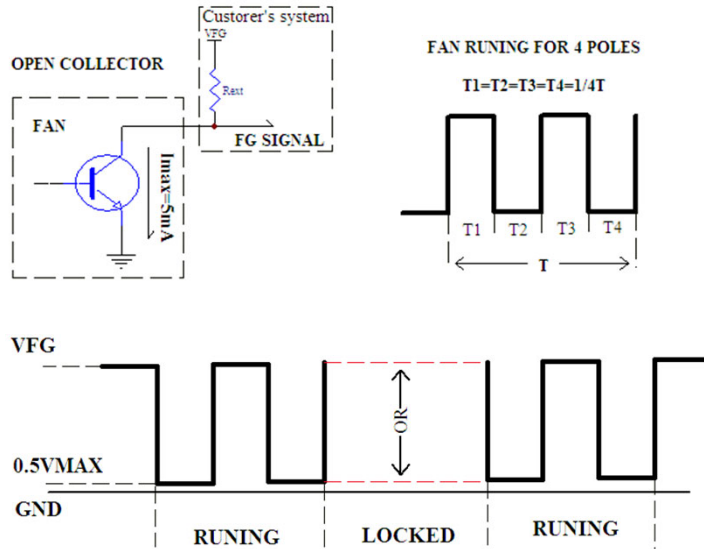 Custorer's system
VFG
Rext
FG SIGNAL
OPEN COLLECTOR
FAN
Imax=5mA
FAN RUNING FOR 4 POLES
T1=T2=T3=T4=1/4T
T1 T2 T3 T4
T
VFG
0.5VMAX
GND
OR
RUNING LOCKED RUNING